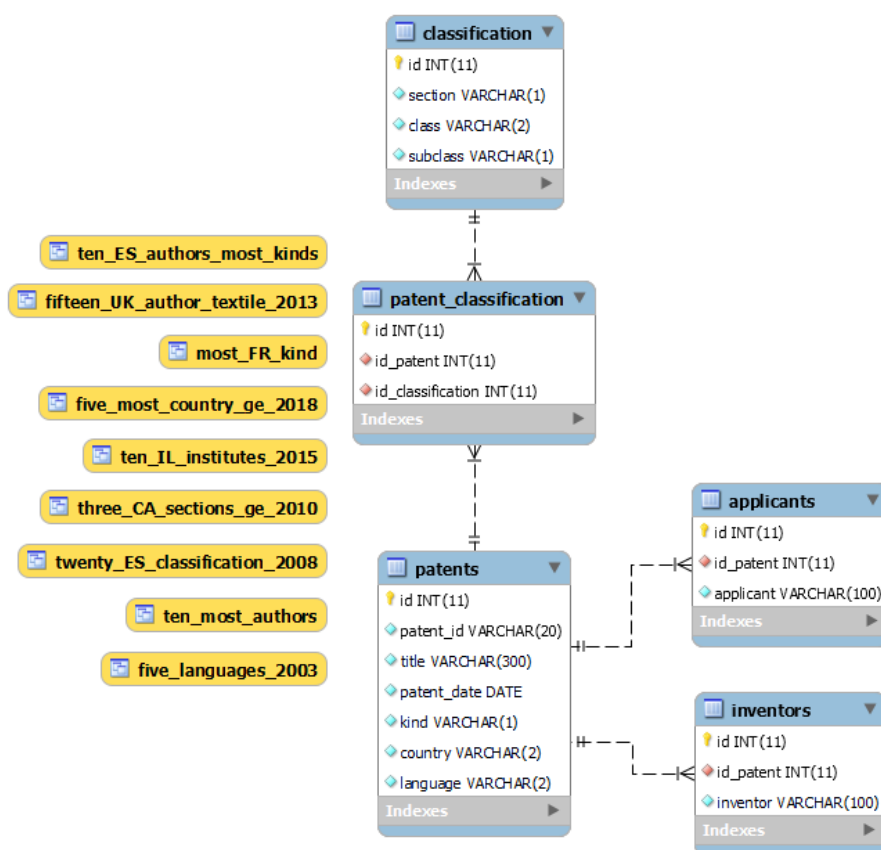 classification
id INT(11)
section VARCHAR(1)
class VARCHAR(2)
subclass VARCHAR(1)
Indexes
ten_ES_authors_most_kinds
fifteen_UK_author_textile_2013
most_FR_kind
five_most_country_ge_2018
ten_IL_institutes_2015
three_CA_sections_ge_2010
twenty_ES_classification_2008
ten_most_authors
five_languages_2003
patent_classification
id INT(11)
id_patent INT(11)
id_classification INT(11)
Indexes
patents
id INT(11)
patent_id VARCHAR(20)
title VARCHAR(300)
patent_date DATE
kind VARCHAR(1)
country VARCHAR(2)
language VARCHAR(2)
Indexes
applicants
id INT(11)
id_patent INT(11)
applicant VARCHAR(100)
Indexes
inventors
id INT(11)
id_patent INT(11)
inventor VARCHAR(100)
Indexes